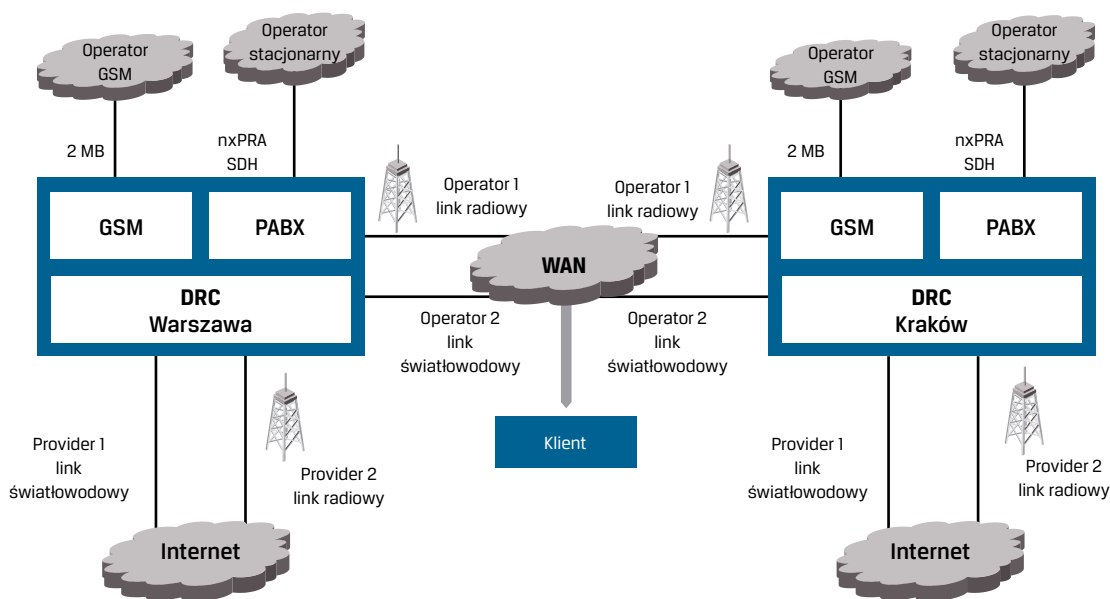 Operator
GSM
Operator
stacjonarny
Operator
GSM
Operator
stacjonarny
2 MB
nxPRA
SDH
2 MB
nxPRA
SDH
Operator 1
link radiowy
Operator 1
link radiowy
GSM
PABX
WAN
GSM
PABX
DRC
Warszawa
DRC
Kraków
Operator 2
link
światłowodowy
Operator 2
link
światłowodowy
Klient
Provider 1
link
światłowodowy
Provider 2
link radiowy
Provider 1
link
światłowodowy
Provider 2
link radiowy
Internet
Internet